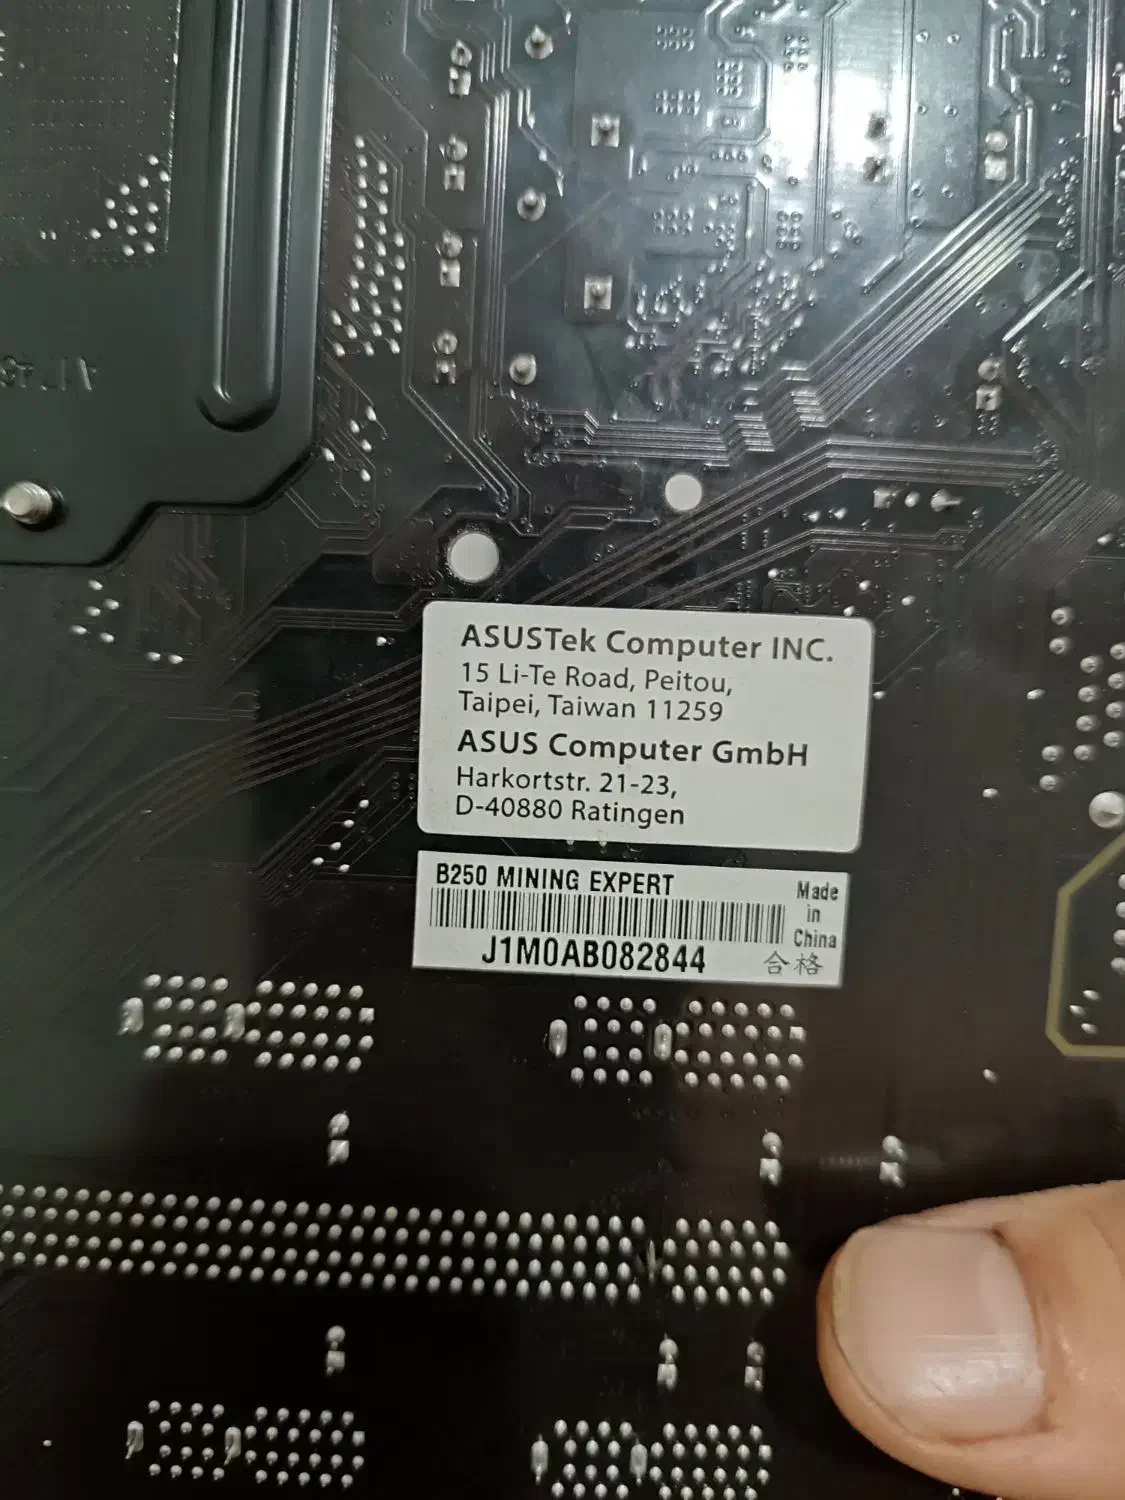 ASUSTek Computer INC.
15 Li-Te Road, Peitou,
Taipei, Taiwan 11259
ASUS Computer GmbH
Harkortstr. 21-23,
D-40880 Ratingen
B250 MINING EXPERT
Made
in
China
J1M0AB082844
合格